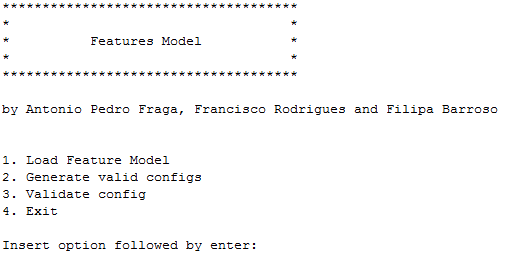 *************************************
*                                   *
*          Features Model           *
*                                   *
*************************************
by Antonio Pedro Fraga, Francisco Rodrigues and Filipa Barroso
1. Load Feature Model
2. Generate valid configs
3. Validate config
4. Exit
Insert option followed by enter: